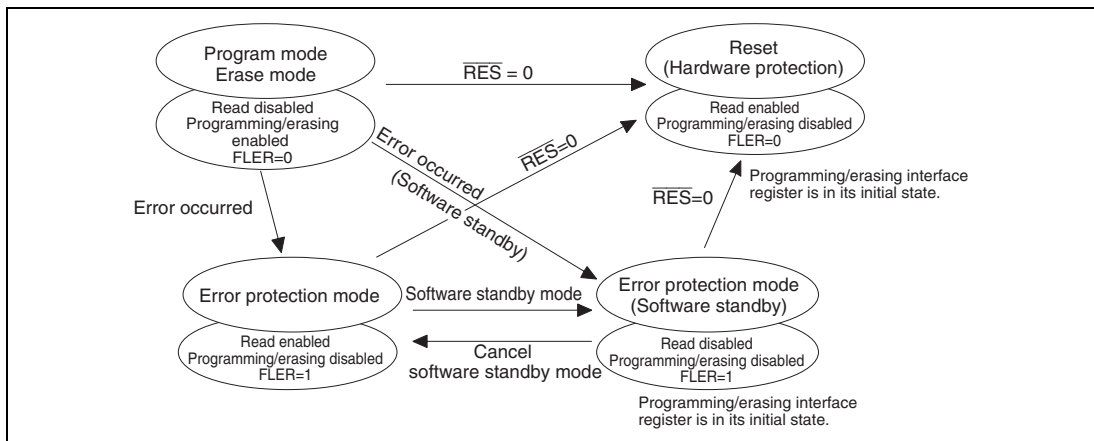 Program mode
Erase mode
Read disabled
Programming/erasing
enabled
FLER=0
R̅E̅S̅ = 0
Reset
(Hardware protection)
Read enabled
Programming/erasing disabled
FLER=0
Programming/erasing interface
register is in its initial state.
Error occurred
Error occurred
(Software standby)
R̅E̅S̅=0
R̅E̅S̅=0
Error protection mode
Read enabled
Programming/erasing disabled
FLER=1
Software standby mode
Cancel
software standby mode
Error protection mode
(Software standby)
Read disabled
Programming/erasing disabled
FLER=1
Programming/erasing interface
register is in its initial state.